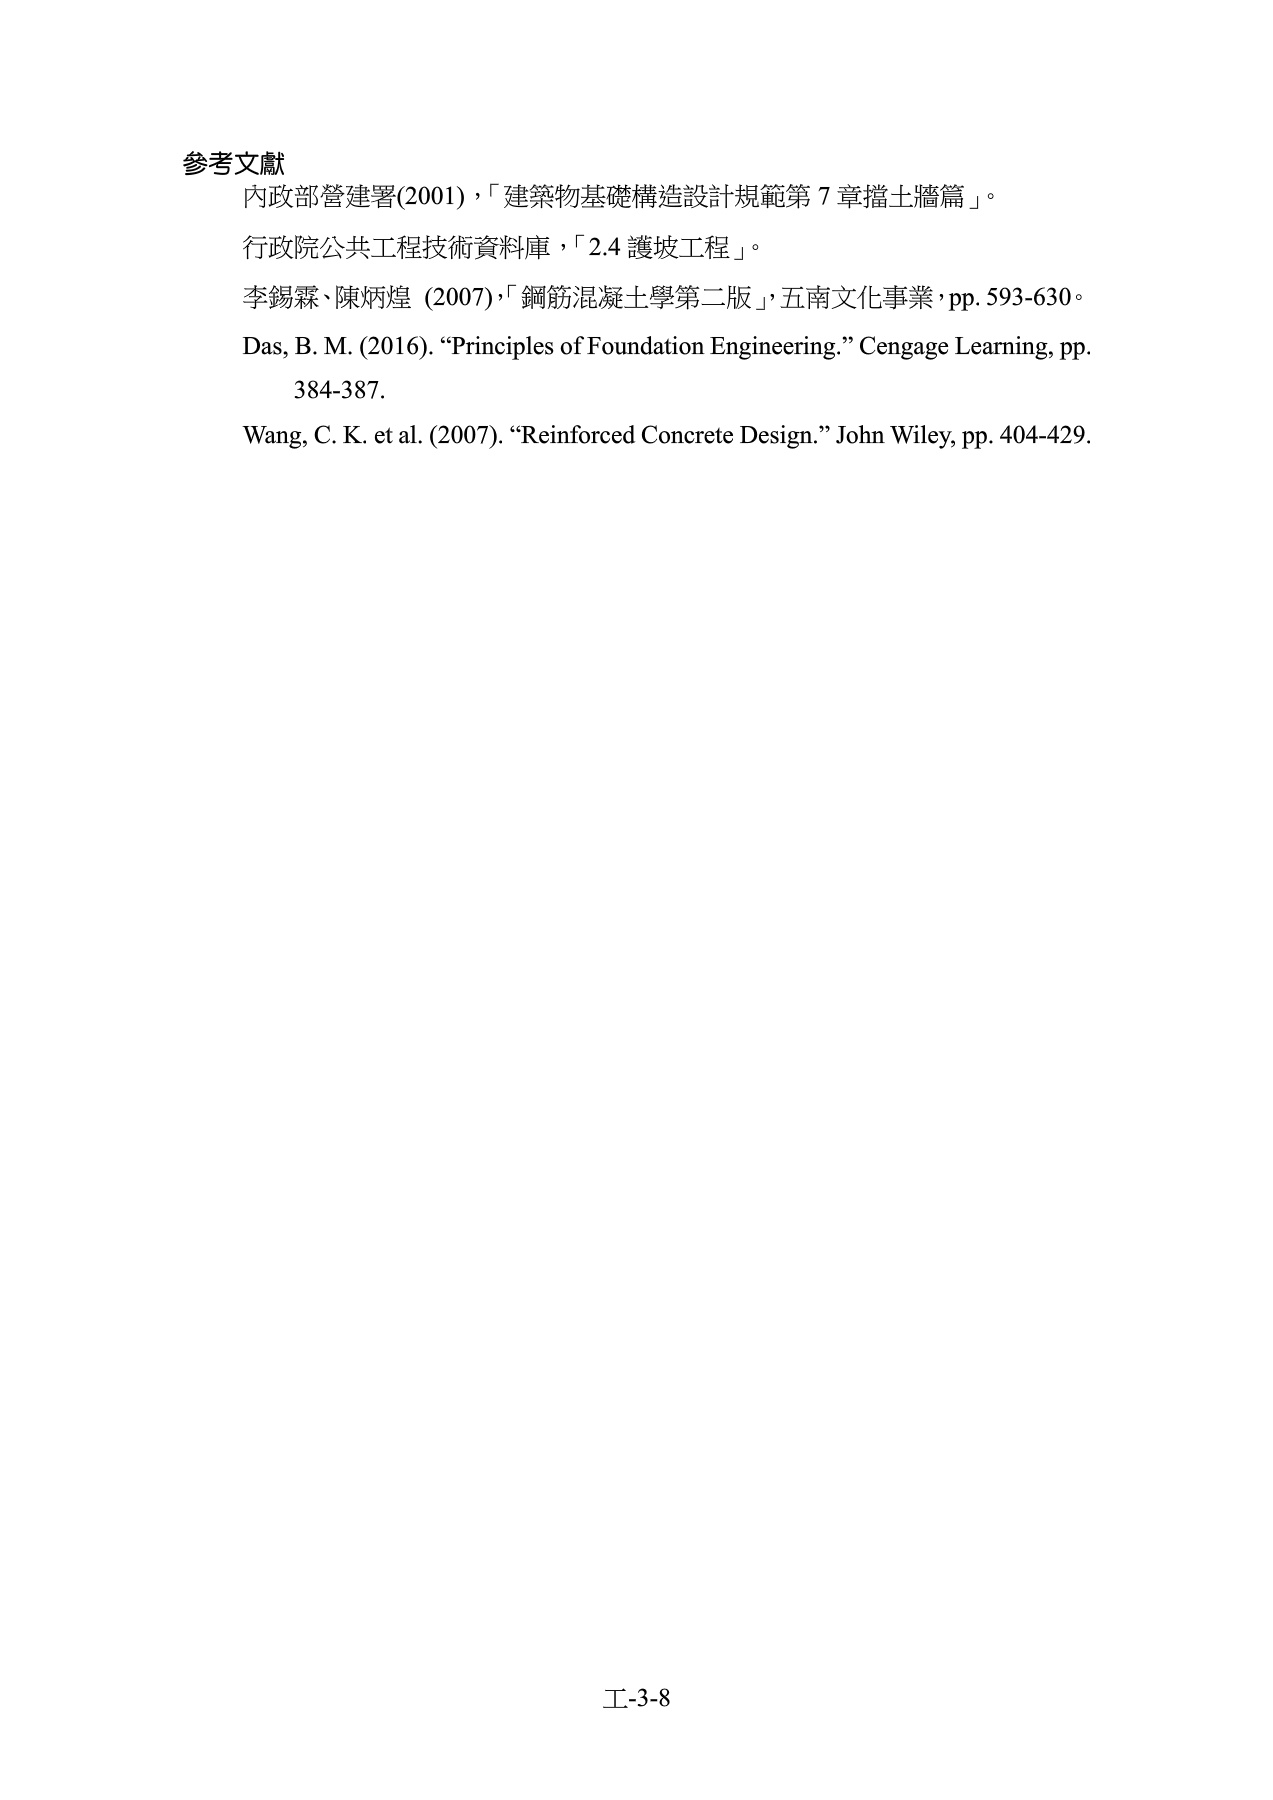 參考文獻
內政部營建署(2001)，「建築物基礎構造設計規範第 7 章擋土牆篇」。
行政院公共工程技術資料庫，「2.4 護坡工程」。
李錫霖、陳炳煌 (2007)，「鋼筋混凝土學第二版」，五南文化事業，pp. 593-630。
Das, B. M. (2016). “Principles of Foundation Engineering.” Cengage Learning, pp.
384-387.
Wang, C. K. et al. (2007). “Reinforced Concrete Design.” John Wiley, pp. 404-429.
工-3-8